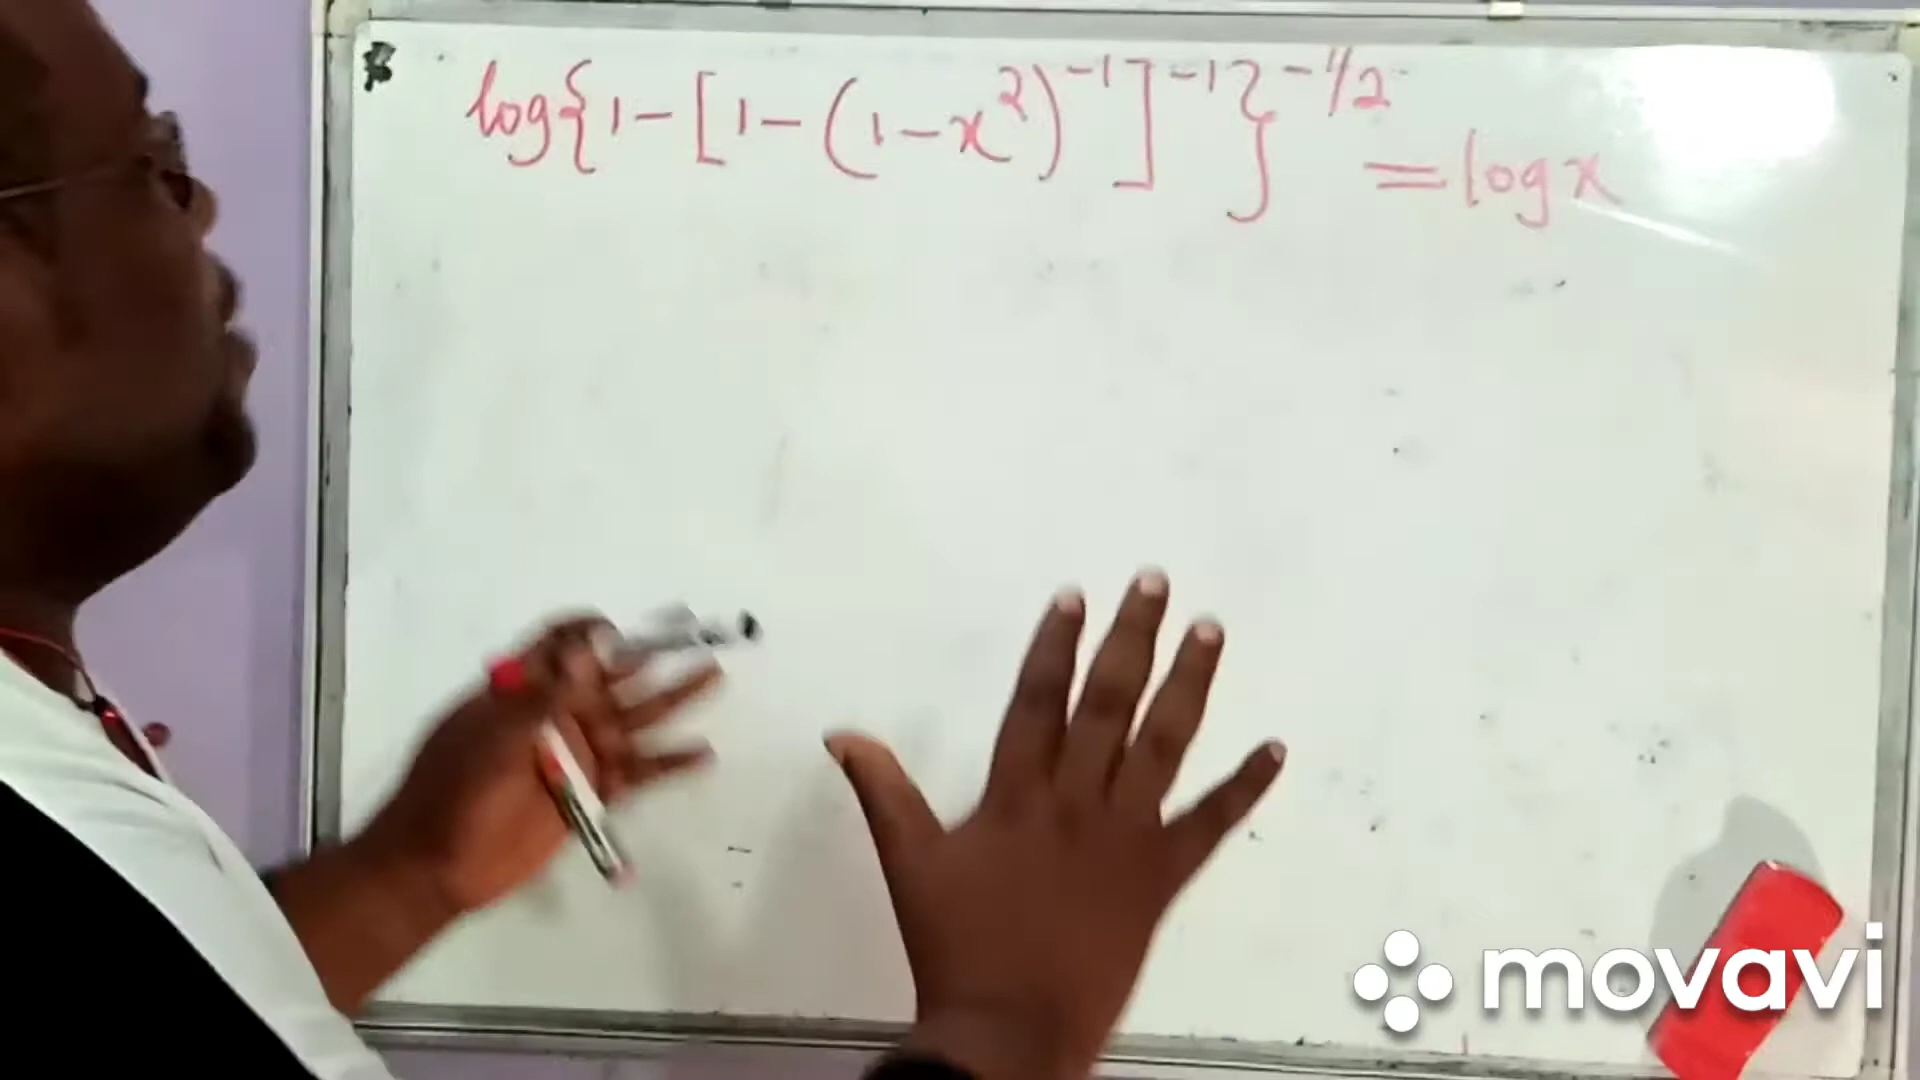 log{1-[1-(1-x²)⁻¹]⁻¹}⁻¹/² = log x
movavi